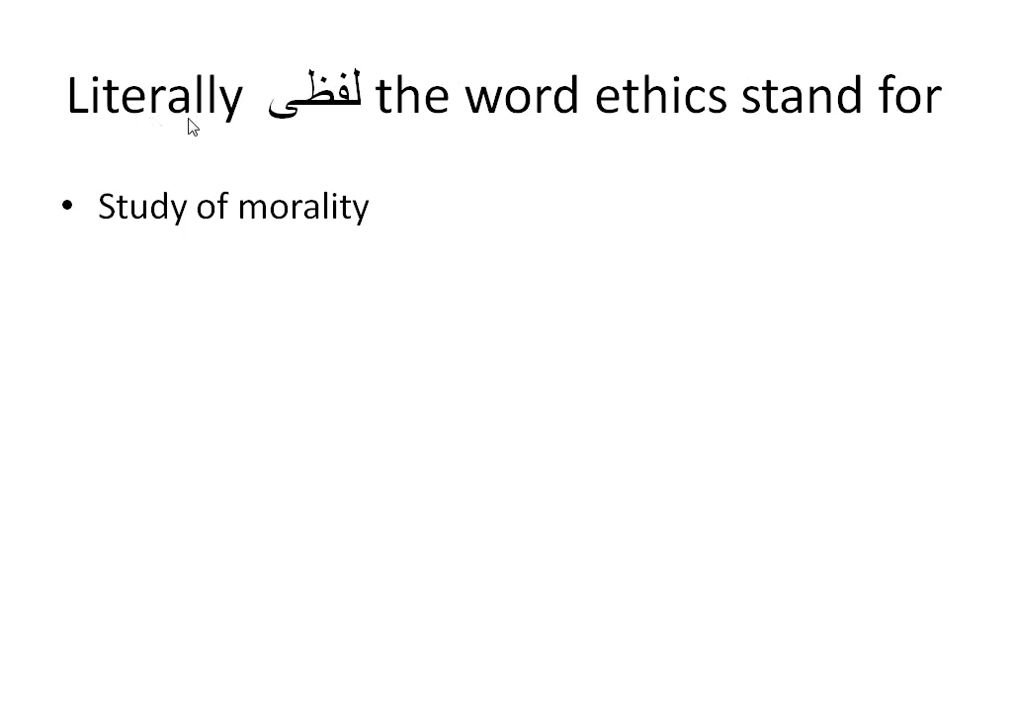 Literally لفظی the word ethics stand for
• Study of morality